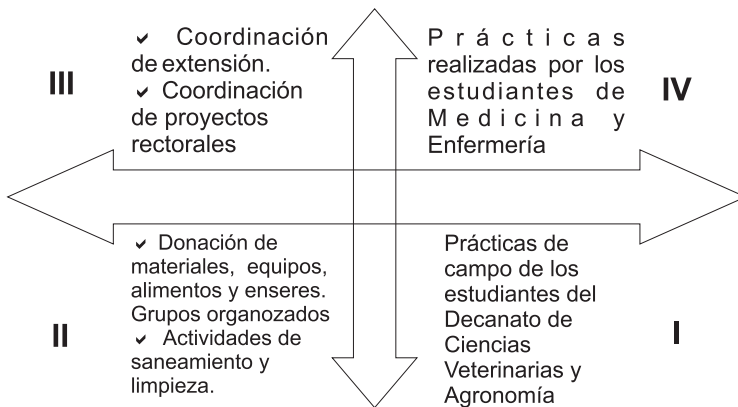 III
✓ Coordinación
de extensión.
✓ Coordinación
de proyectos
rectorales
Prácticas
realizadas por los
estudiantes de
Medicina y
Enfermería
IV
II
✓ Donación de
materiales, equipos,
alimentos y enseres.
Grupos organozados
✓ Actividades de
saneamiento y
limpieza.
Prácticas de
campo de los
estudiantes del
Decanato de
Ciencias
Veterinarias y
Agronomía
I